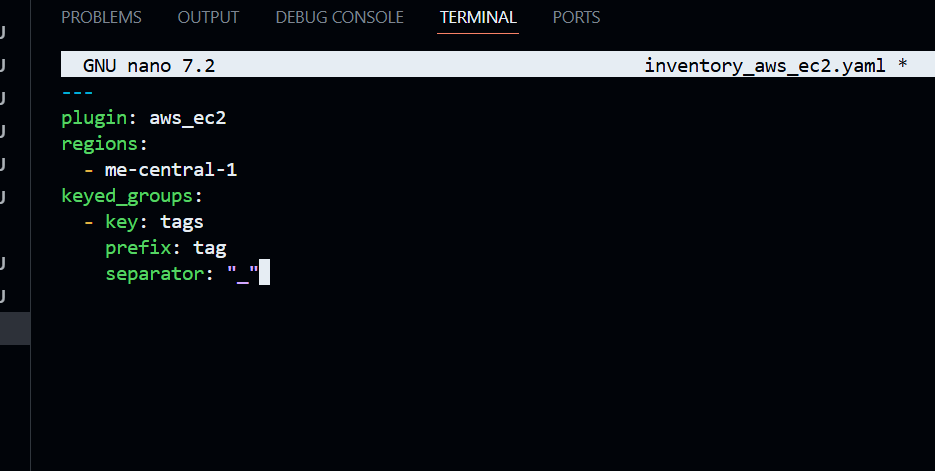 PROBLEMS OUTPUT DEBUG CONSOLE TERMINAL PORTS
GNU nano 7.2 inventory_aws_ec2.yaml *
---
plugin: aws_ec2
regions:
  - me-central-1
keyed_groups:
  - key: tags
    prefix: tag
    separator: "_"
U
U
U
U
U
U
U
U